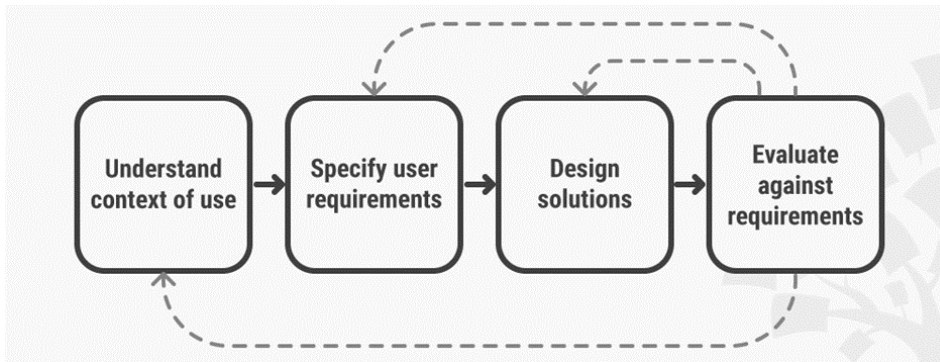 Understand
context of use
Specify user
requirements
Design
solutions
Evaluate
against
requirements